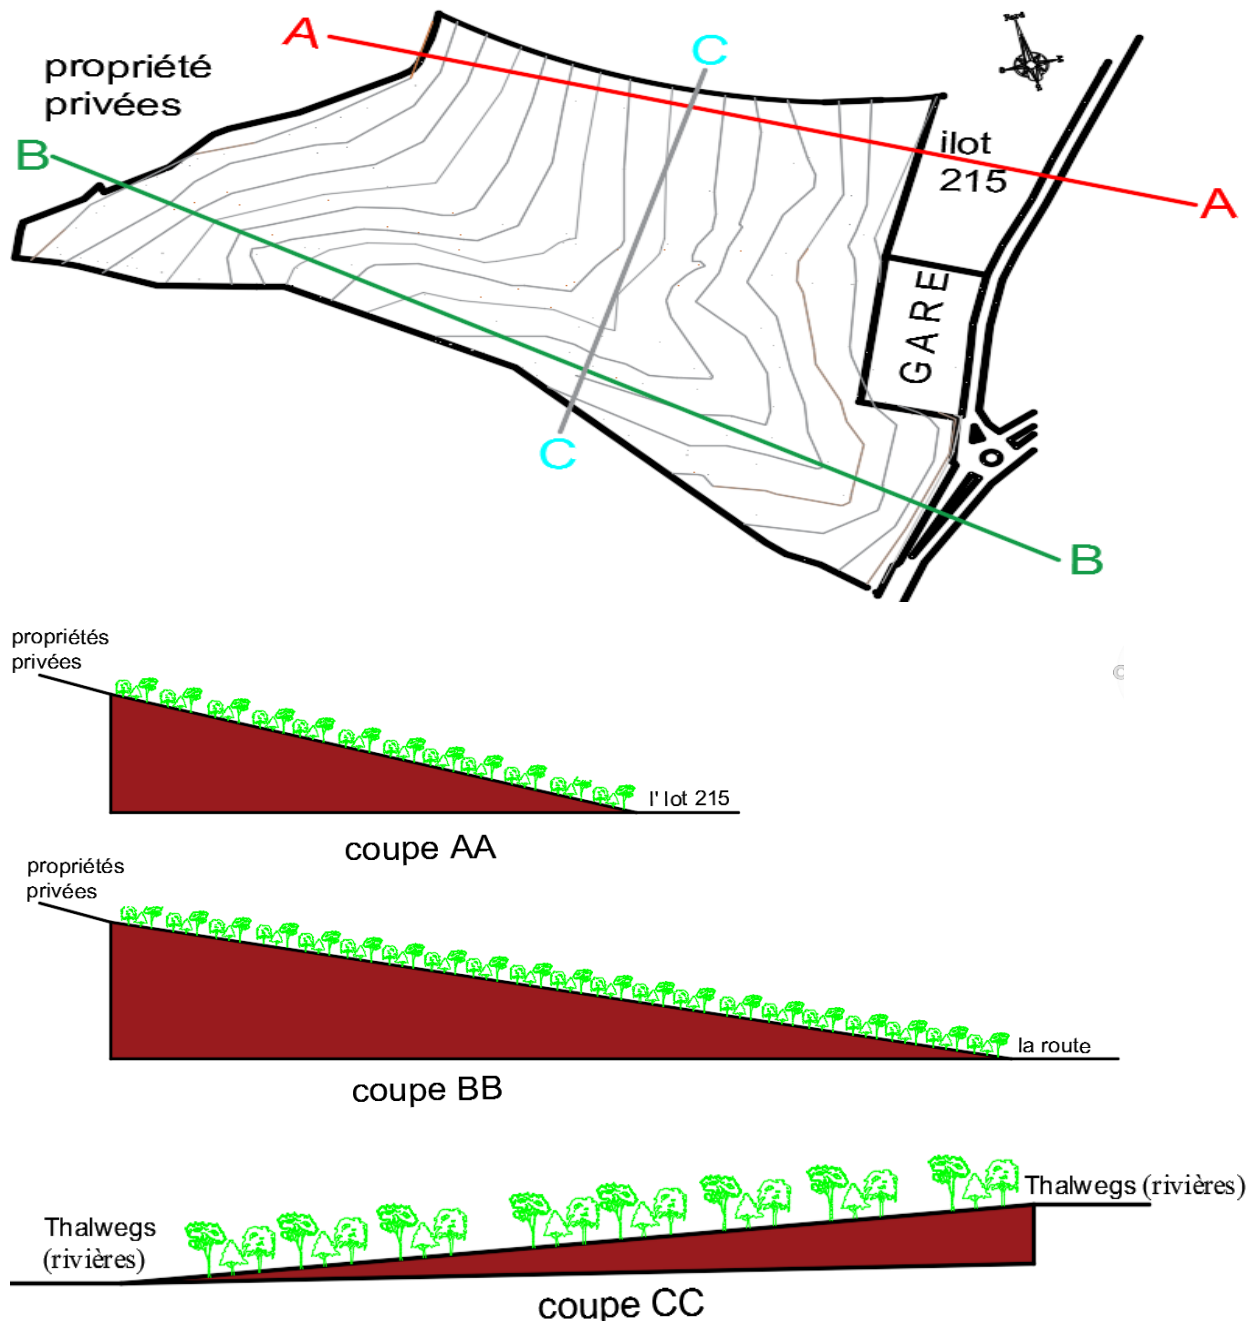 A
C
propriété
privées
B
ilot
215
A
GARE
C
B
propriétés
privées
©
l' lot 215
coupe AA
propriétés
privées
la route
coupe BB
Thalwegs (rivières)
Thalwegs
(rivières)
coupe CC